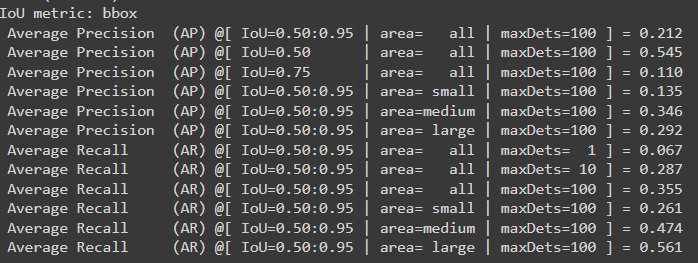 IoU metric: bbox
Average Precision (AP) @[ IoU=0.50:0.95 | area= all | maxDets=100 ] = 0.212
Average Precision (AP) @[ IoU=0.50 | area= all | maxDets=100 ] = 0.545
Average Precision (AP) @[ IoU=0.75 | area= all | maxDets=100 ] = 0.110
Average Precision (AP) @[ IoU=0.50:0.95 | area= small | maxDets=100 ] = 0.135
Average Precision (AP) @[ IoU=0.50:0.95 | area=medium | maxDets=100 ] = 0.346
Average Precision (AP) @[ IoU=0.50:0.95 | area= large | maxDets=100 ] = 0.292
Average Recall (AR) @[ IoU=0.50:0.95 | area= all | maxDets= 1 ] = 0.067
Average Recall (AR) @[ IoU=0.50:0.95 | area= all | maxDets= 10 ] = 0.287
Average Recall (AR) @[ IoU=0.50:0.95 | area= all | maxDets=100 ] = 0.355
Average Recall (AR) @[ IoU=0.50:0.95 | area= small | maxDets=100 ] = 0.261
Average Recall (AR) @[ IoU=0.50:0.95 | area=medium | maxDets=100 ] = 0.474
Average Recall (AR) @[ IoU=0.50:0.95 | area= large | maxDets=100 ] = 0.561